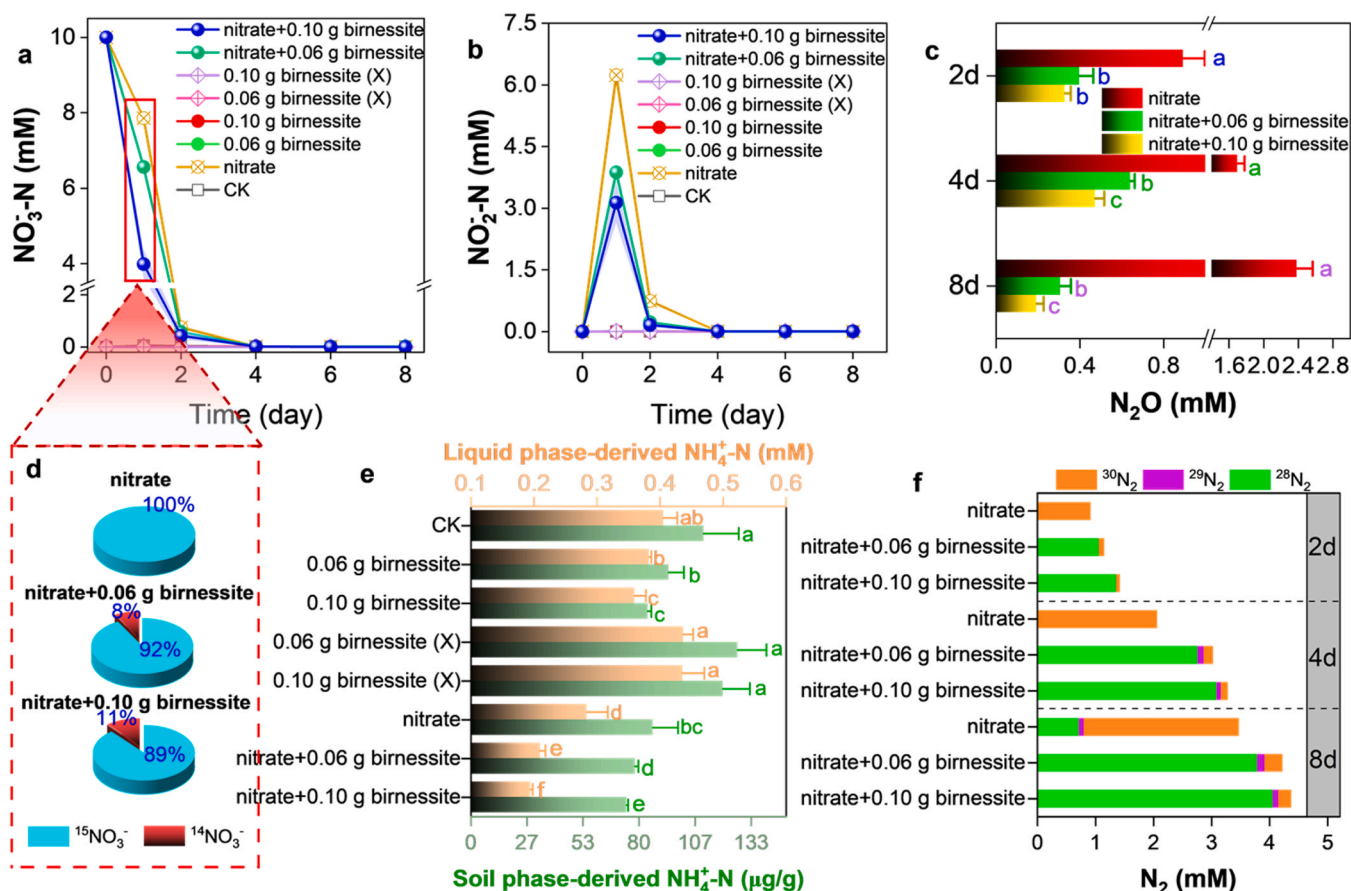 a
NO₃⁻-N (mM)
10
8
6
4
2
0
0 2 4 6 8
Time (day)
nitrate+0.10 g birnessite
nitrate+0.06 g birnessite
0.10 g birnessite (X)
0.06 g birnessite (X)
0.10 g birnessite
0.06 g birnessite
nitrate
CK
b
NO₂⁻-N (mM)
7.5
6.0
4.5
3.0
1.5
0.0
0 2 4 6 8
Time (day)
nitrate+0.10 g birnessite
nitrate+0.06 g birnessite
0.10 g birnessite (X)
0.06 g birnessite (X)
0.10 g birnessite
0.06 g birnessite
nitrate
CK
c
2d
a
b
b
nitrate
nitrate+0.06 g birnessite
nitrate+0.10 g birnessite
4d
a
b
c
8d
a
b
c
0.0 0.4 0.8 1.6 2.0 2.4 2.8
N₂O (mM)
d
nitrate
100%
nitrate+0.06 g birnessite
8%
92%
nitrate+0.10 g birnessite
11%
89%
¹⁵NO₃⁻ ¹⁴NO₃⁻
e
Liquid phase-derived NH₄⁺-N (mM)
0.1 0.2 0.3 0.4 0.5 0.6
CK
ab
a
0.06 g birnessite
b
b
0.10 g birnessite
c
c
0.06 g birnessite (X)
a
a
0.10 g birnessite (X)
a
a
nitrate
d
bc
nitrate+0.06 g birnessite
e
d
nitrate+0.10 g birnessite
f
e
0 27 53 80 107 133
Soil phase-derived NH₄⁺-N (μg/g)
f
³⁰N₂ ²⁹N₂ ²⁸N₂
nitrate
nitrate+0.06 g birnessite
nitrate+0.10 g birnessite
2d
nitrate
nitrate+0.06 g birnessite
nitrate+0.10 g birnessite
4d
nitrate
nitrate+0.06 g birnessite
nitrate+0.10 g birnessite
8d
0 1 2 3 4 5
N₂ (mM)